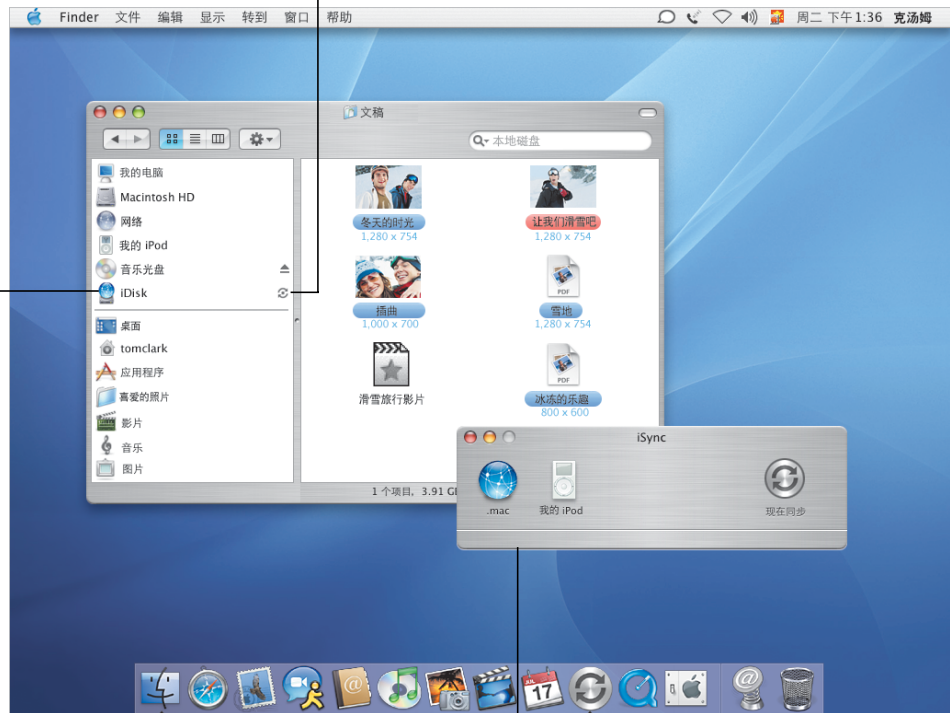 Finder 文件 编辑 显示 转到 窗口 帮助
周二 下午1:36 克汤姆
文稿
本地磁盘
我的电脑
Macintosh HD
网络
我的 iPod
音乐光盘
iDisk
桌面
tomclark
应用程序
喜爱的照片
影片
音乐
图片
冬天的时光
1,280 x 754
让我们滑雪吧
1,280 x 754
插曲
1,000 x 700
PDF
雪地
1,280 x 754
滑雪旅行影片
PDF
冰冻的乐趣
800 x 600
1 个项目, 3.91 GB
iSync
.mac
我的 iPod
现在同步
JUL
17